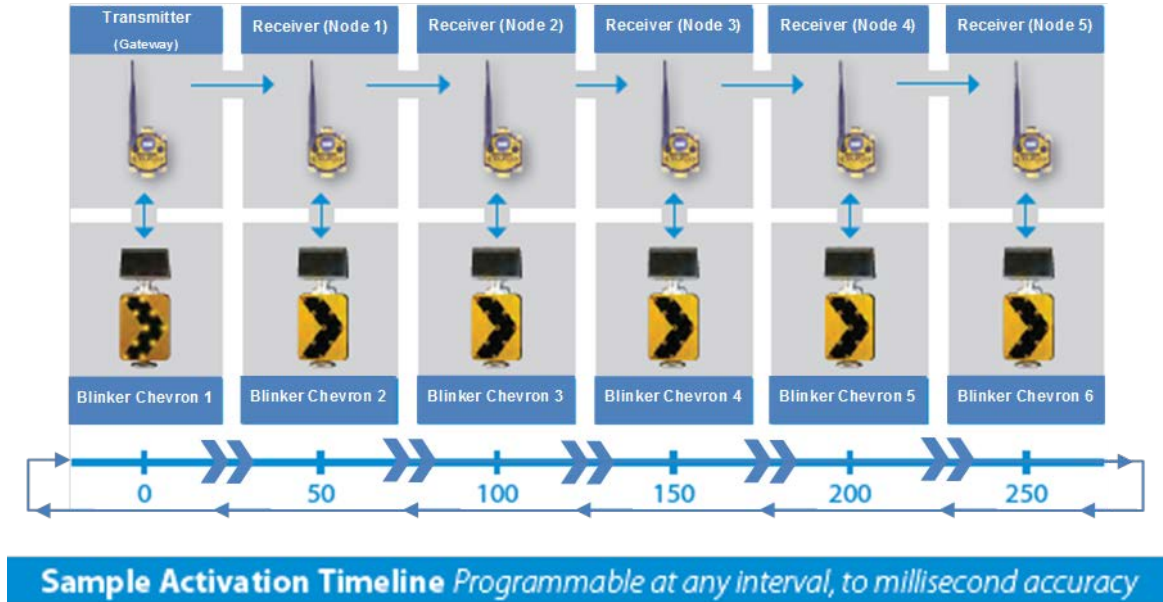 Transmitter
(Gateway)
Receiver (Node 1)
Receiver (Node 2)
Receiver (Node 3)
Receiver (Node 4)
Receiver (Node 5)
Blinker Chevron 1
Blinker Chevron 2
Blinker Chevron 3
Blinker Chevron 4
Blinker Chevron 5
Blinker Chevron 6
0
50
100
150
200
250
Sample Activation Timeline Programmable at any interval, to millisecond accuracy